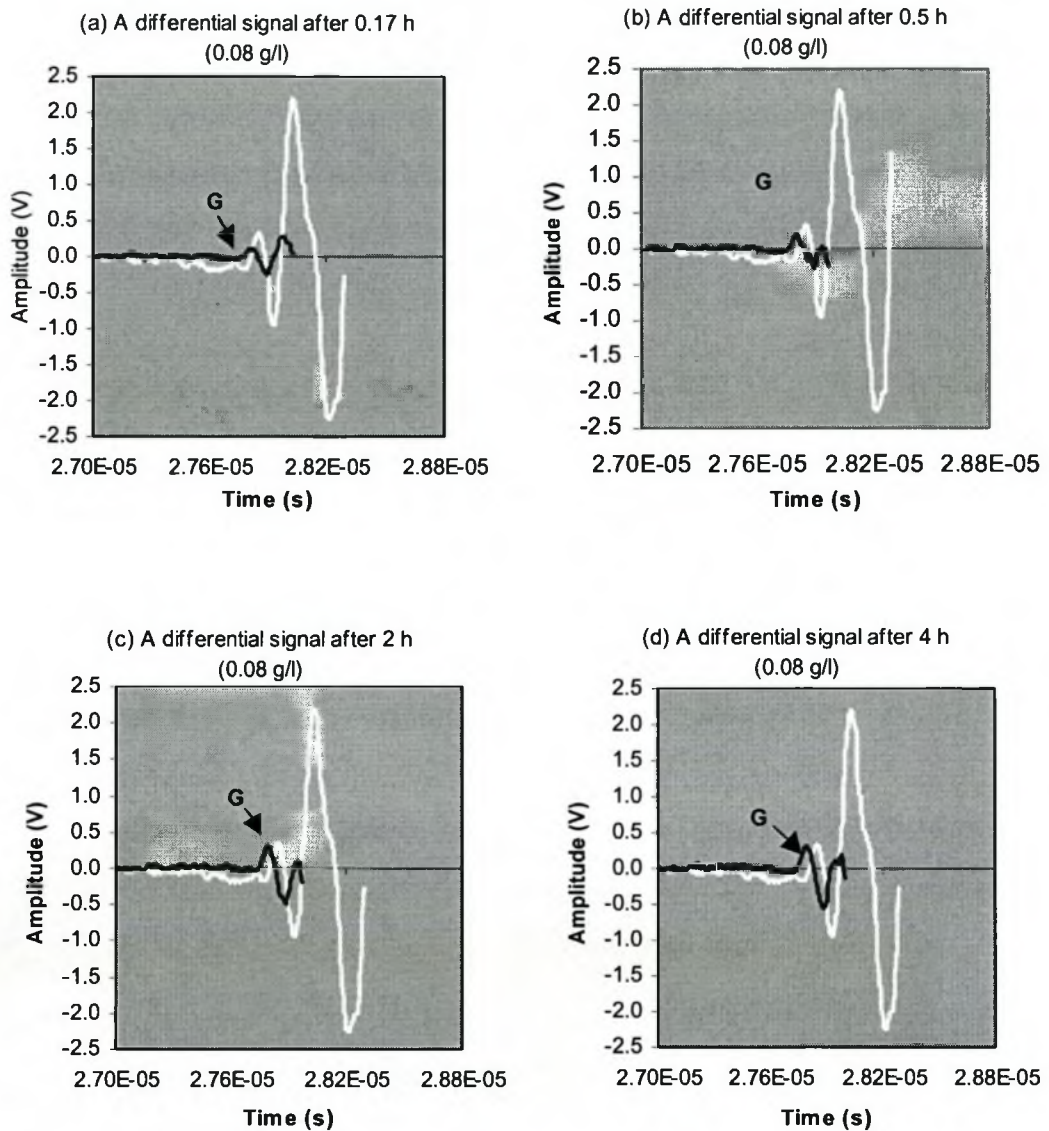 (a) A differential signal after 0.17 h
(0.08 g/l)
2.5
2.0
1.5
1.0
0.5
0.0
-0.5
-1.0
-1.5
-2.0
-2.5
Amplitude (V)
G
2.70E-05 2.76E-05 2.82E-05 2.88E-05
Time (s)
(b) A differential signal after 0.5 h
(0.08 g/l)
2.5
2.0
1.5
1.0
0.5
0.0
-0.5
-1.0
-1.5
-2.0
-2.5
Amplitude (V)
G
2.70E-05 2.76E-05 2.82E-05 2.88E-05
Time (s)
(c) A differential signal after 2 h
(0.08 g/l)
2.5
2.0
1.5
1.0
0.5
0.0
-0.5
-1.0
-1.5
-2.0
-2.5
Amplitude (V)
G
2.70E-05 2.76E-05 2.82E-05 2.88E-05
Time (s)
(d) A differential signal after 4 h
(0.08 g/l)
2.5
2.0
1.5
1.0
0.5
0.0
-0.5
-1.0
-1.5
-2.0
-2.5
Amplitude (V)
G
2.70E-05 2.76E-05 2.82E-05 2.88E-05
Time (s)